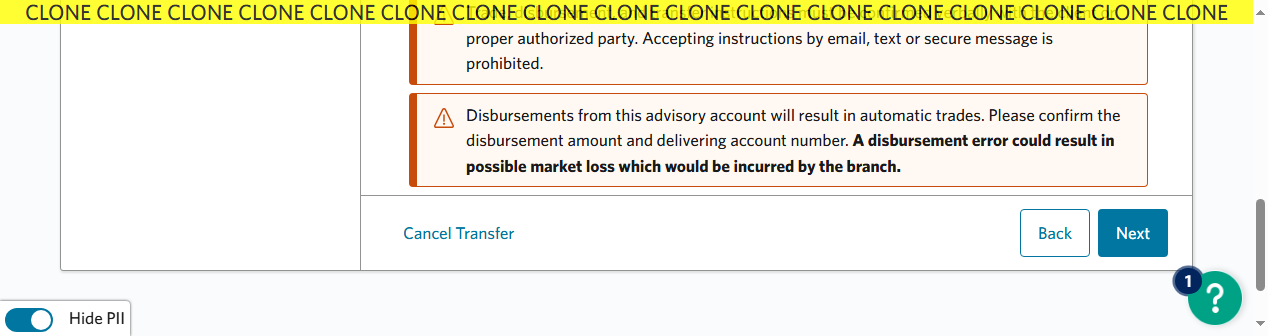 CLONE CLONE CLONE CLONE CLONE CLONE CLONE CLONE CLONE CLONE CLONE CLONE CLONE CLONE CLONE CLONE CLONE
proper authorized party. Accepting instructions by email, text or secure message is
prohibited.
Disbursements from this advisory account will result in automatic trades. Please confirm the
disbursement amount and delivering account number. A disbursement error could result in
possible market loss which would be incurred by the branch.
Cancel Transfer
Back
Next
1
?
Hide PII